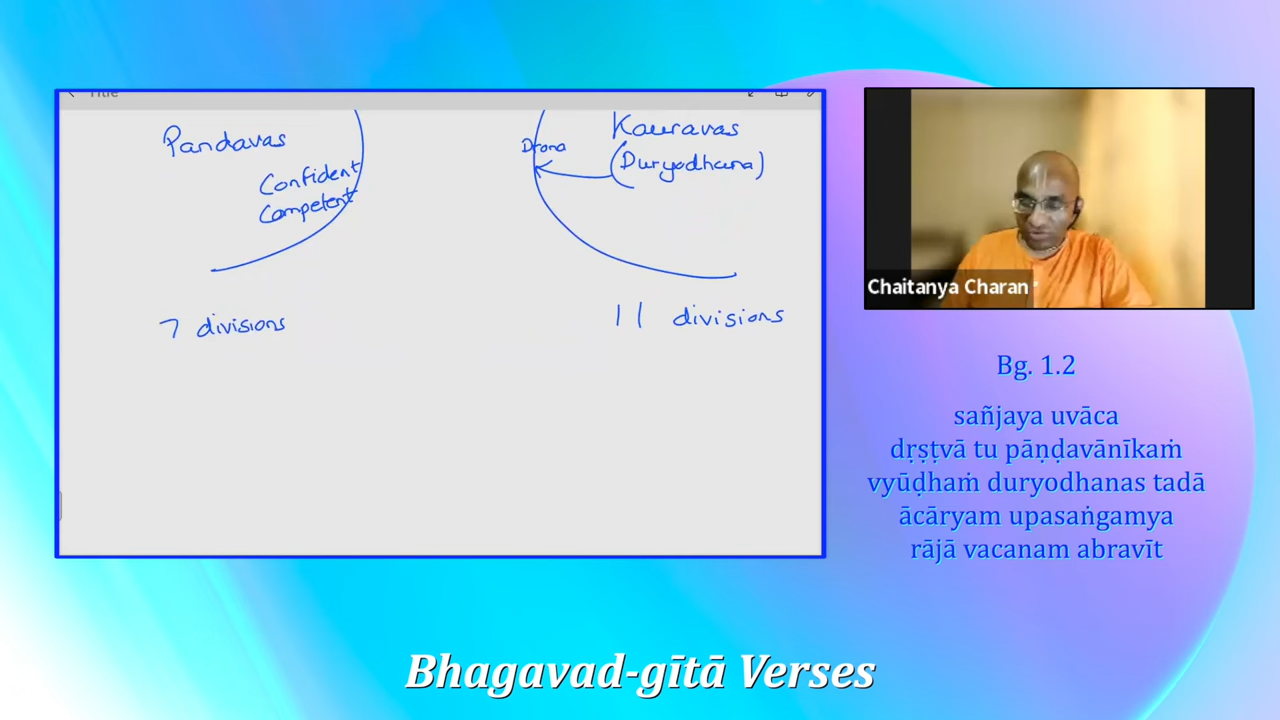 Title
Pandavas
Confident
Competent
Drona
Kauravas
(Duryodhana)
7 divisions
11 divisions
Chaitanya Charan
Bg. 1.2
sañjaya uvāca
dṛṣṭvā tu pāṇḍavānīkaṁ
vyūḍhaṁ duryodhanas tadā
ācāryam upasaṅgamya
rājā vacanam abravīt
Bhagavad-gītā Verses